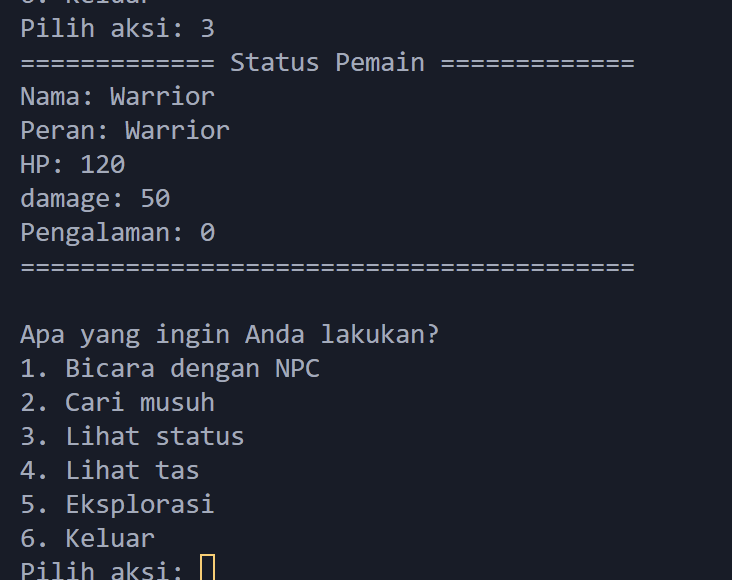 6. Keluar
Pilih aksi: 3
============= Status Pemain =============
Nama: Warrior
Peran: Warrior
HP: 120
damage: 50
Pengalaman: 0
=========================================
Apa yang ingin Anda lakukan?
1. Bicara dengan NPC
2. Cari musuh
3. Lihat status
4. Lihat tas
5. Eksplorasi
6. Keluar
Pilih aksi: